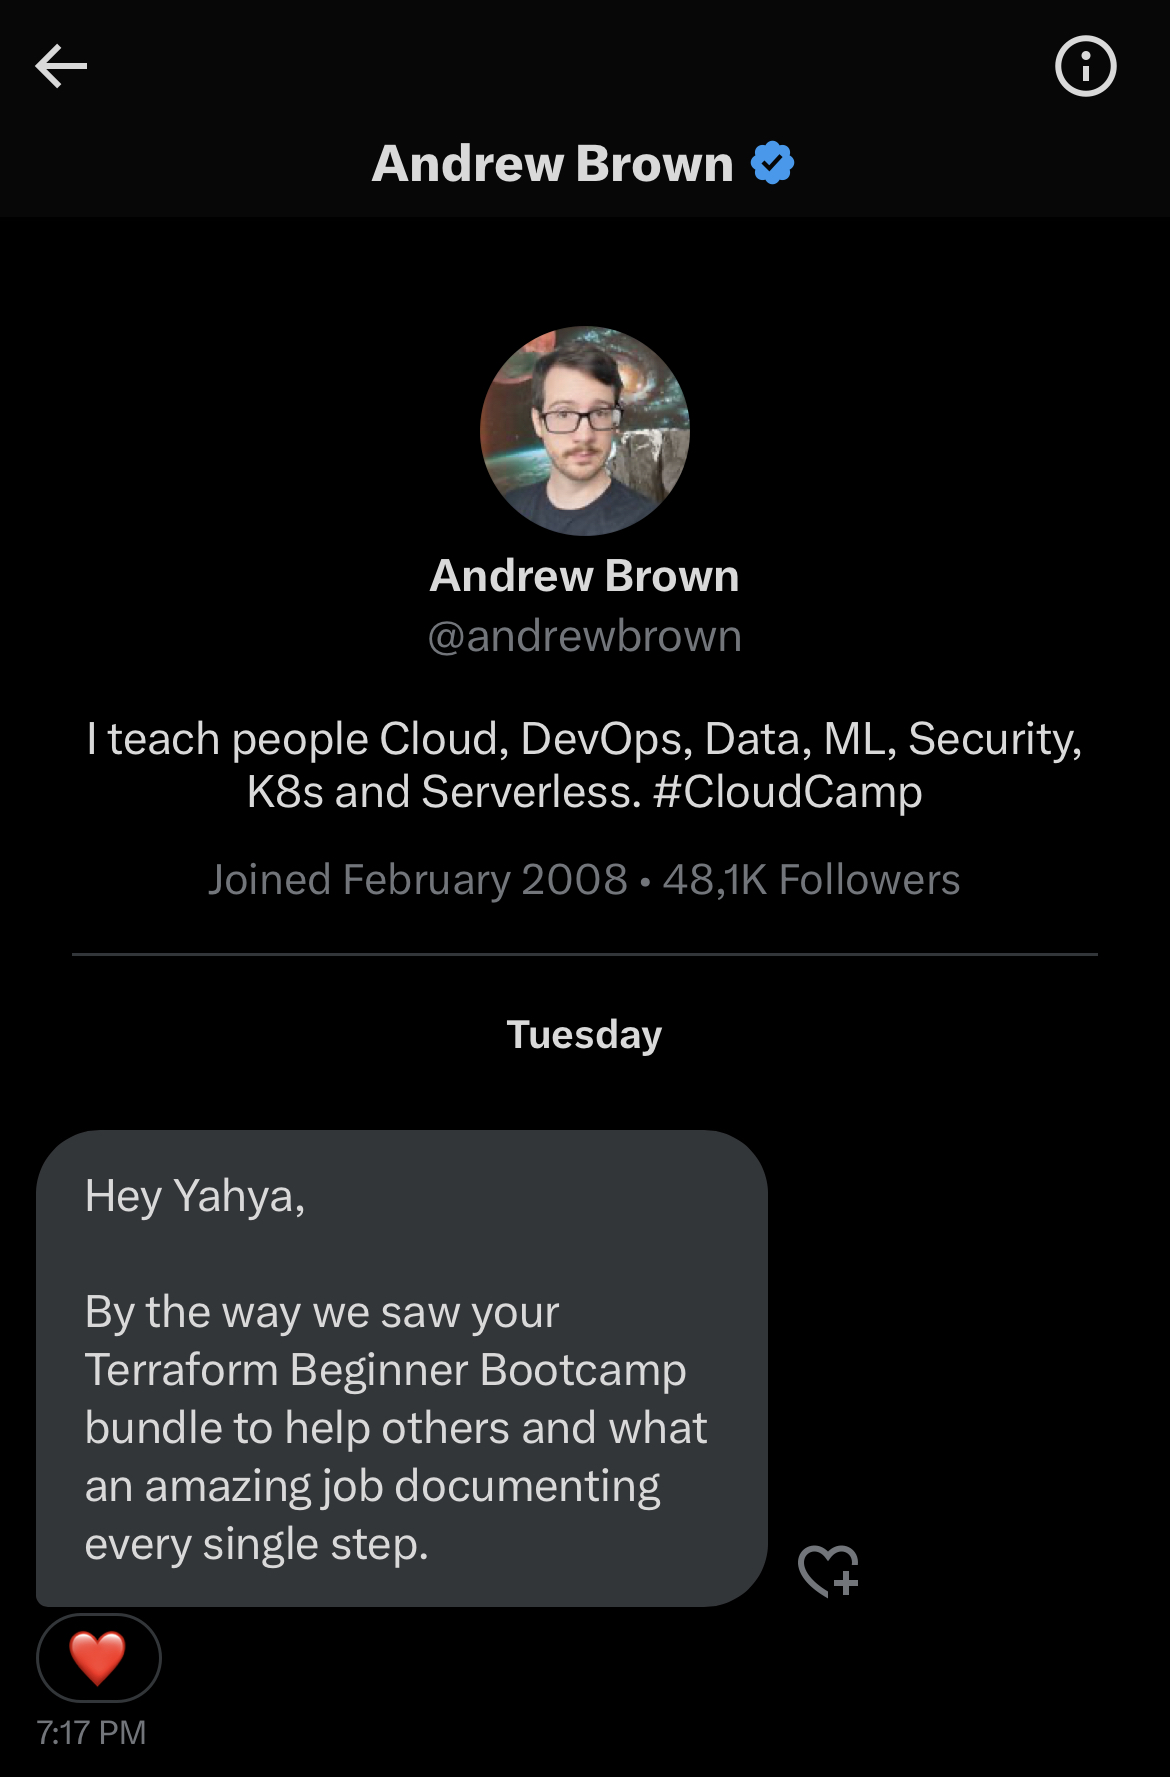 Andrew Brown
Andrew Brown
@andrewbrown
I teach people Cloud, DevOps, Data, ML, Security,
K8s and Serverless. #CloudCamp
Joined February 2008 • 48,1K Followers
Tuesday
Hey Yahya,
By the way we saw your
Terraform Beginner Bootcamp
bundle to help others and what
an amazing job documenting
every single step.
7:17 PM